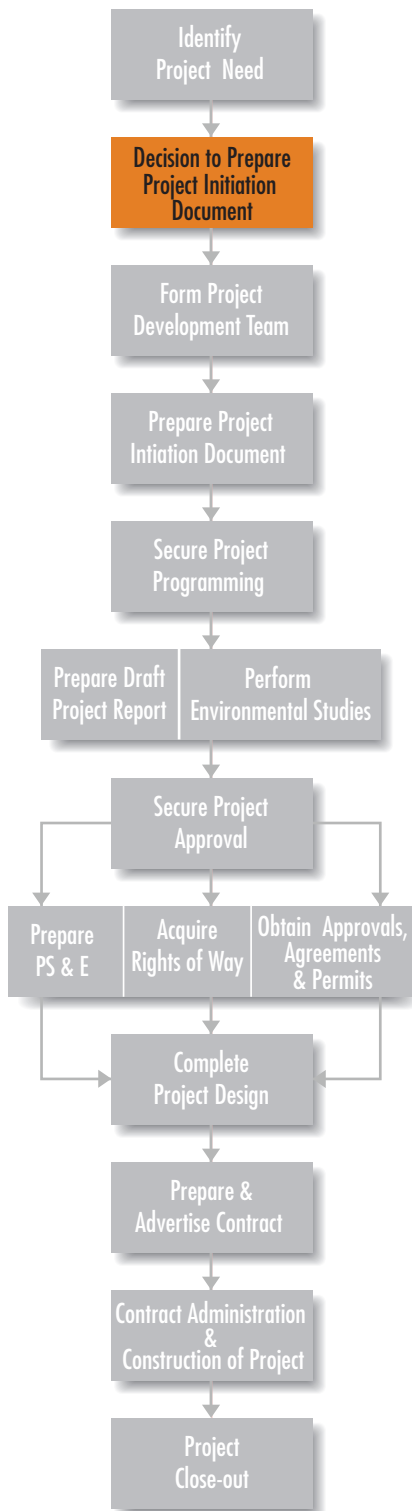 Identify
Project Need
Decision to Prepare
Project Initiation
Document
Form Project
Development Team
Prepare Project
Intiation Document
Secure Project
Programming
Prepare Draft
Project Report
Perform
Environmental Studies
Secure Project
Approval
Prepare
PS & E
Acquire
Rights of Way
Obtain Approvals,
Agreements
& Permits
Complete
Project Design
Prepare &
Advertise Contract
Contract Administration
&
Construction of Project
Project
Close-out